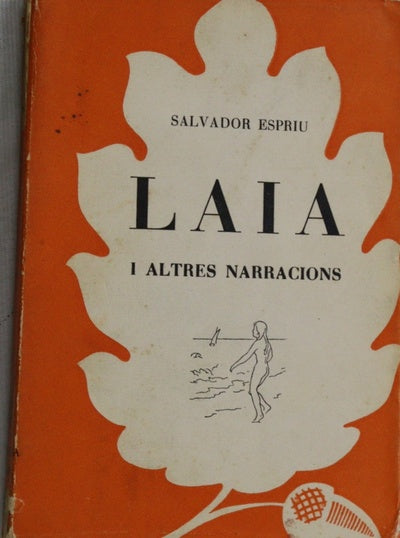 SALVADOR ESPRIU
LAIA
I ALTRES NARRACIONS